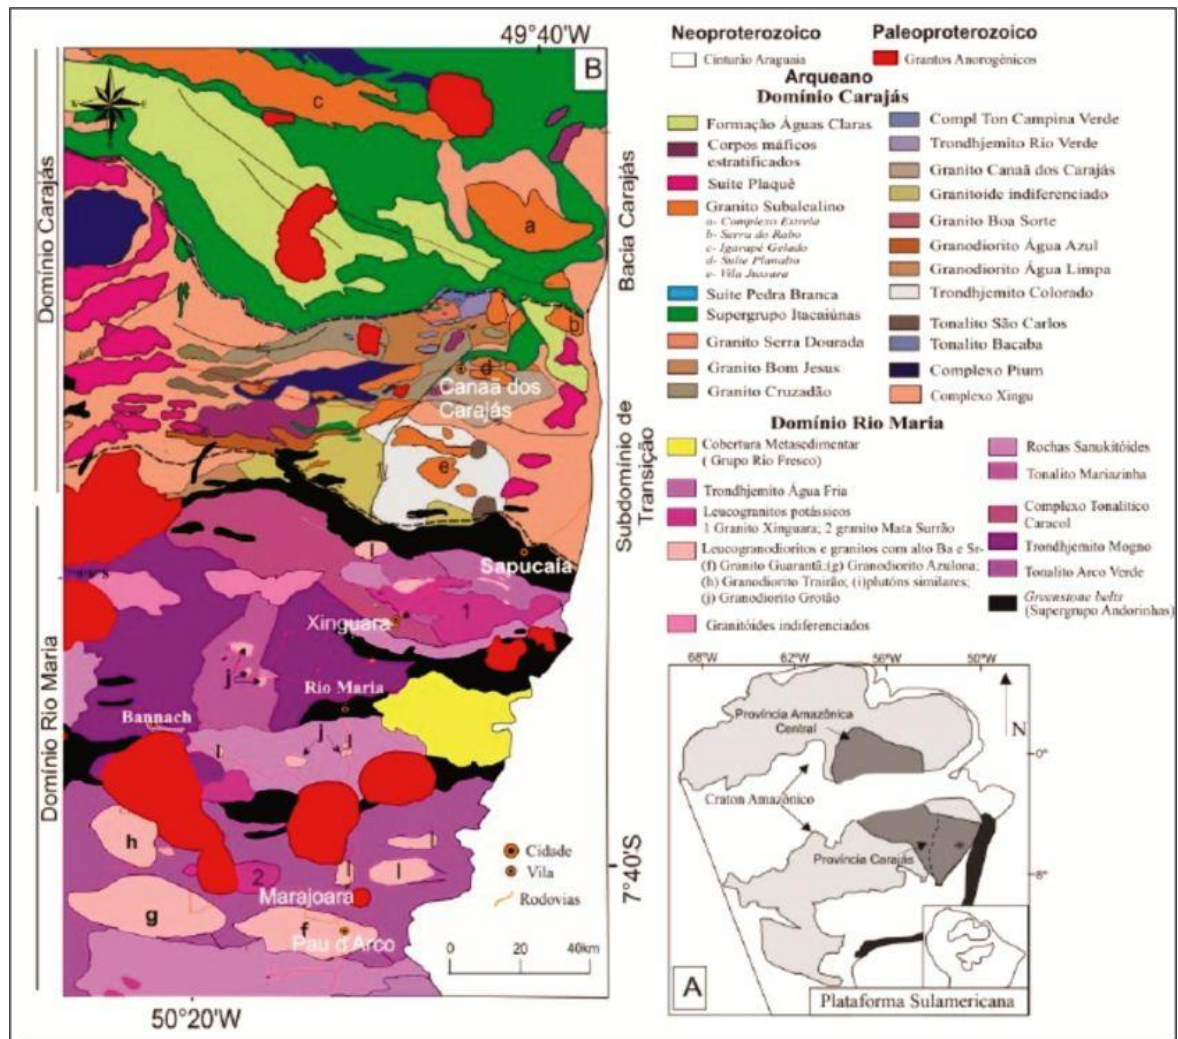 49°40'W
B
Domínio Carajás
Bacia Carajás
Subdomínio de
Transição
Domínio Rio Maria
c
a
b
d
Canaã dos
Carajás
e
Sapucaia
1
Xinguara
j
Rio Maria
Bannach
j
h
2
Marajoara
g
f
Pau d'Arco
Cidade
Vila
Rodovias
0 20 40km
7°40'S
50°20'W
Neoproterozoico
Cinturão Araguaia
Paleoproterozoico
Grantos Anorogênicos
Arqueano
Domínio Carajás
Formação Águas Claras
Corpos máficos
estratificados
Suíte Plaquê
Granito Subalcalino
a- Complexo Estrela
b- Serra do Rabo
c- Igarapé Gelado
d- Suíte Planalto
e- Vila Jussara
Suíte Pedra Branca
Supergrupo Itacaiúnas
Granito Serra Dourada
Granito Bom Jesus
Granito Cruzadão
Compl Ton Campina Verde
Trondhjemito Rio Verde
Granito Canaã dos Carajás
Granitoide indiferenciado
Granito Boa Sorte
Granodiorito Água Azul
Granodiorito Água Limpa
Trondhjemito Colorado
Tonalito São Carlos
Tonalito Bacaba
Complexo Pium
Complexo Xingu
Domínio Rio Maria
Cobertura Metasedimentar
( Grupo Rio Fresco)
Trondhjemito Água Fria
Leucogranitos potássicos
1 Granito Xinguara; 2 granito Mata Surrão
Leucogranodioritos e granitos com alto Ba e Sr-
(f) Granito Guarantã;(g) Granodiorito Azulona;
(h) Granodiorito Trairão; (i)plutóns similares;
(j) Granodiorito Grotão
Granitóides indiferenciados
Rochas Sanukitóides
Tonalito Mariazinha
Complexo Tonalítico
Caracol
Trondhjemito Mogno
Tonalito Arco Verde
Greenstone belts
(Supergrupo Andorinhas)
68°W 62°W 56°W 50°W
Província Amazônica
Central
N
0°
Craton Amazônico
Província Carajás
8°
A
Plataforma Sulamericana